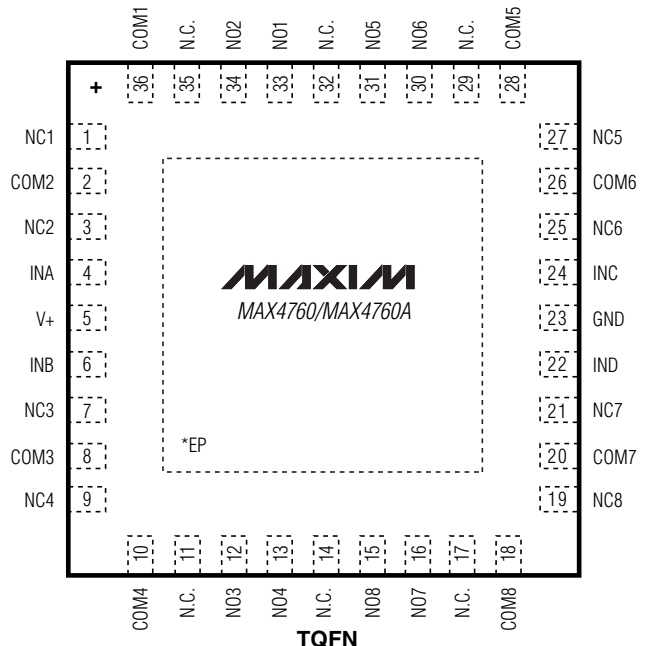 COM1 N.C. NO2 NO1 N.C. NO5 NO6 N.C. COM5
+ 36 35 34 33 32 31 30 29 28
NC1 1 27 NC5
COM2 2 26 COM6
NC2 3 25 NC6
INA 4 24 INC
V+ 5 23 GND
INB 6 22 IND
NC3 7 21 NC7
COM3 8 20 COM7
NC4 9 19 NC8
MAXIM
MAX4760/MAX4760A
*EP
10 11 12 13 14 15 16 17 18
COM4 N.C. NO3 NO4 N.C. NO8 NO7 N.C. COM8
TQFN